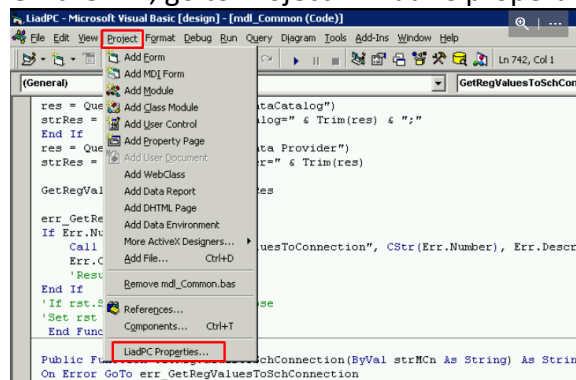 LiadPC - Microsoft Visual Basic [design] - [mdl_Common (Code)]
File Edit View Project Format Debug Run Query Diagram Tools Add-Ins Window Help
Ln 742, Col 1
(General)
GetRegValuesToSchCon
Add Form
Add MDI Form
Add Module
Add Class Module
Add User Control
Add Property Page
Add User Document
Add WebClass
Add Data Report
Add DHTML Page
Add Data Environment
More ActiveX Designers...
Add File... Ctrl+D
Remove mdl_Common.bas
References...
Components... Ctrl+T
LiadPC Properties...
res = Que taCatalog")
strRes = log=" & Trim(res) & ";"
End If
res = Que ta Provider")
strRes = er=" & Trim(res)
GetRegVal es
err_GetRe
If Err.Nu
Call uesToConnection", CStr(Err.Number), Err.Descr
Err.C
'Resu
End If
'If rst.S se
'Set rst
End Func
Public Fu SchConnection(ByVal strMCn As String) As Strin
On Error GoTo err_GetRegValuesToSchConnection